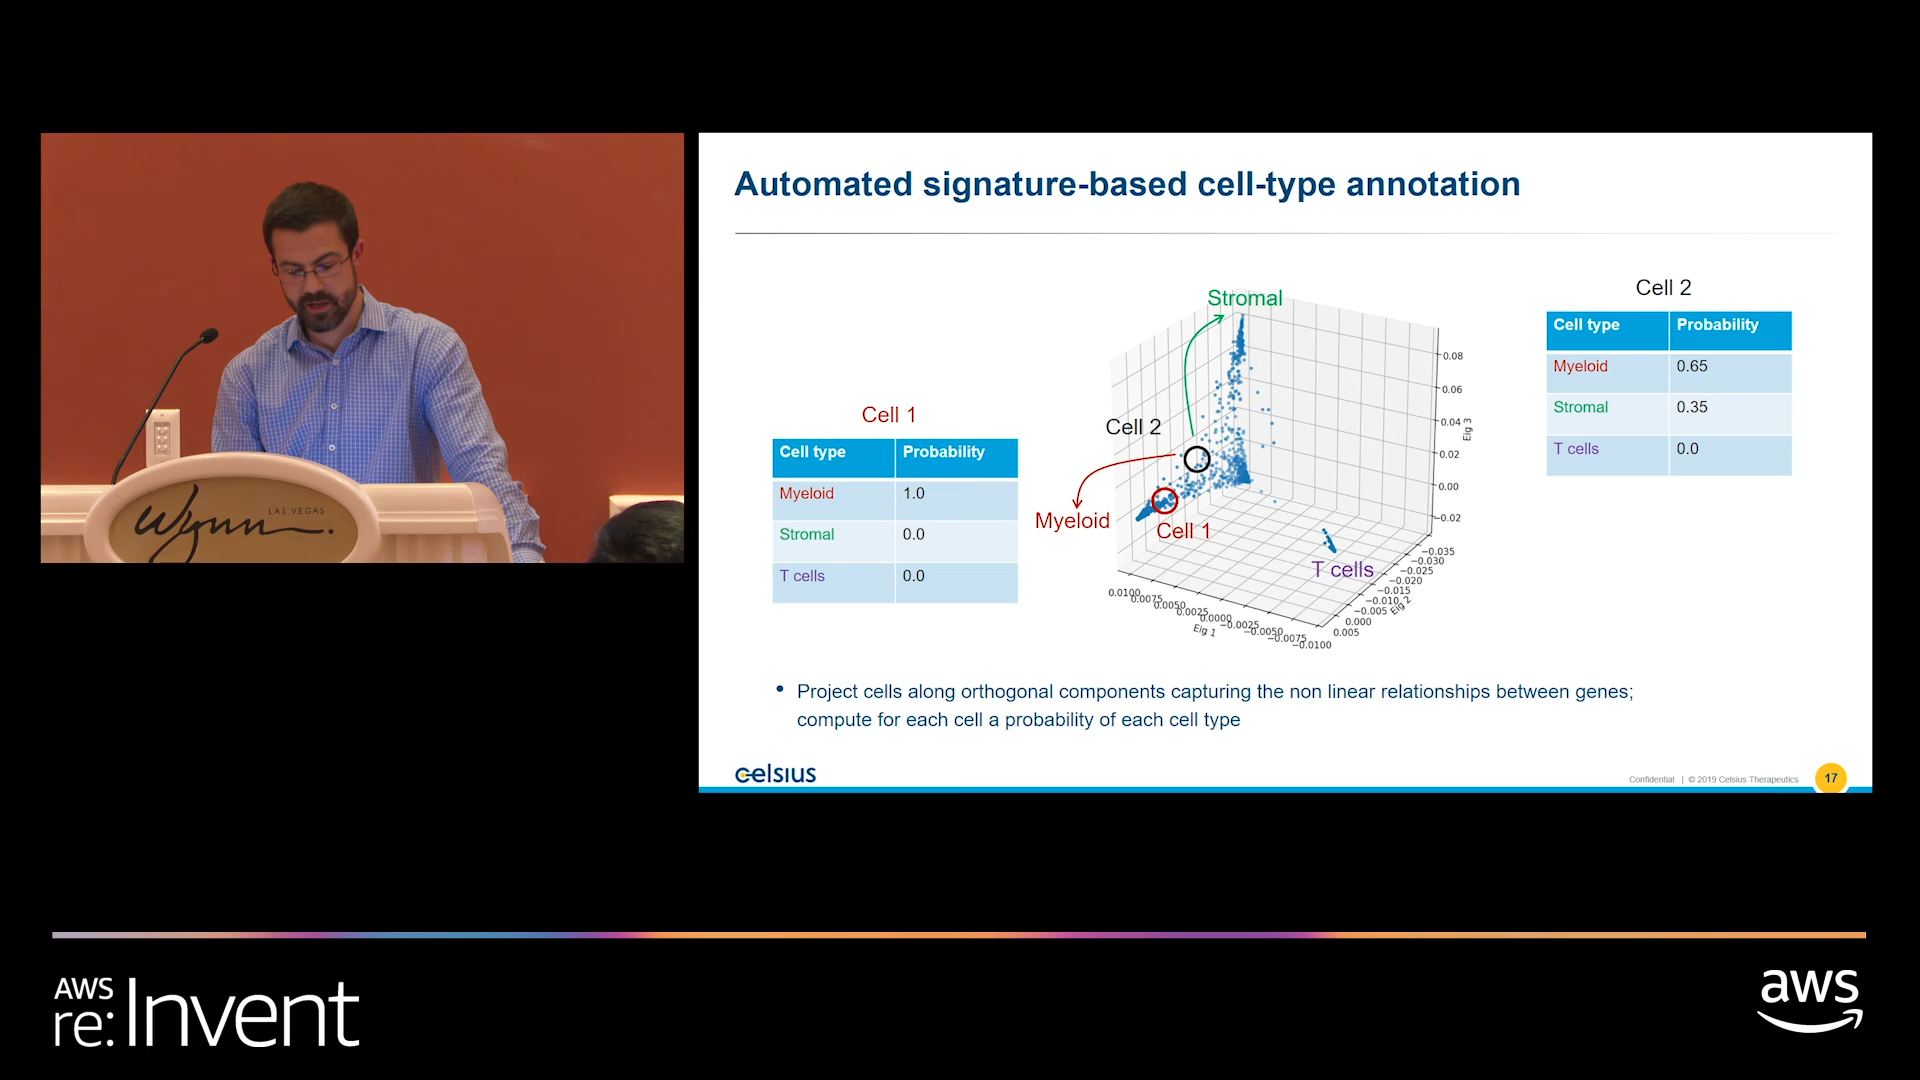 Wynn.
LAS VEGAS
Automated signature-based cell-type annotation
Cell 1
Cell type Probability
Myeloid 1.0
Stromal 0.0
T cells 0.0
Stromal
Cell 2
Myeloid
Cell 1
T cells
0.08
0.06
0.04
0.02
0.00
−0.02
Eig 3
−0.035
−0.030
−0.025
−0.020
−0.015
−0.010
−0.005
0.000
0.005
Eig 2
0.0100
0.0075
0.0050
0.0025
0.0000
−0.0025
−0.0050
−0.0075
−0.0100
Eig 1
Cell 2
Cell type Probability
Myeloid 0.65
Stromal 0.35
T cells 0.0
• Project cells along orthogonal components capturing the non linear relationships between genes;
compute for each cell a probability of each cell type
celsius
Confidential | © 2019 Celsius Therapeutics
17
AWS
re:Invent
aws